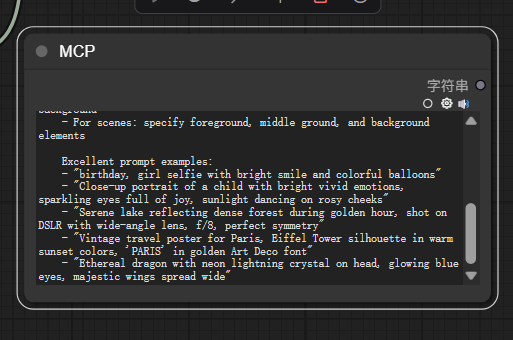 MCP
字符串
background
- For scenes: specify foreground, middle ground, and background
elements
Excellent prompt examples:
- "birthday, girl selfie with bright smile and colorful balloons"
- "Close-up portrait of a child with bright vivid emotions,
sparkling eyes full of joy, sunlight dancing on rosy cheeks"
- "Serene lake reflecting dense forest during golden hour, shot on
DSLR with wide-angle lens, f/8, perfect symmetry"
- "Vintage travel poster for Paris, Eiffel Tower silhouette in warm
sunset colors, 'PARIS' in golden Art Deco font"
- "Ethereal dragon with neon lightning crystal on head, glowing blue
eyes, majestic wings spread wide"